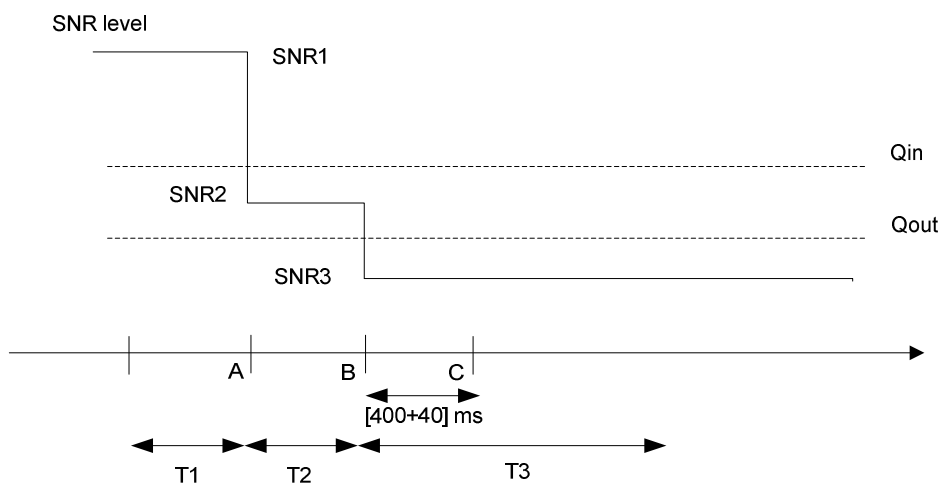 SNR level
SNR1
Qin
SNR2
Qout
SNR3
A B C
[400+40] ms
T1 T2 T3